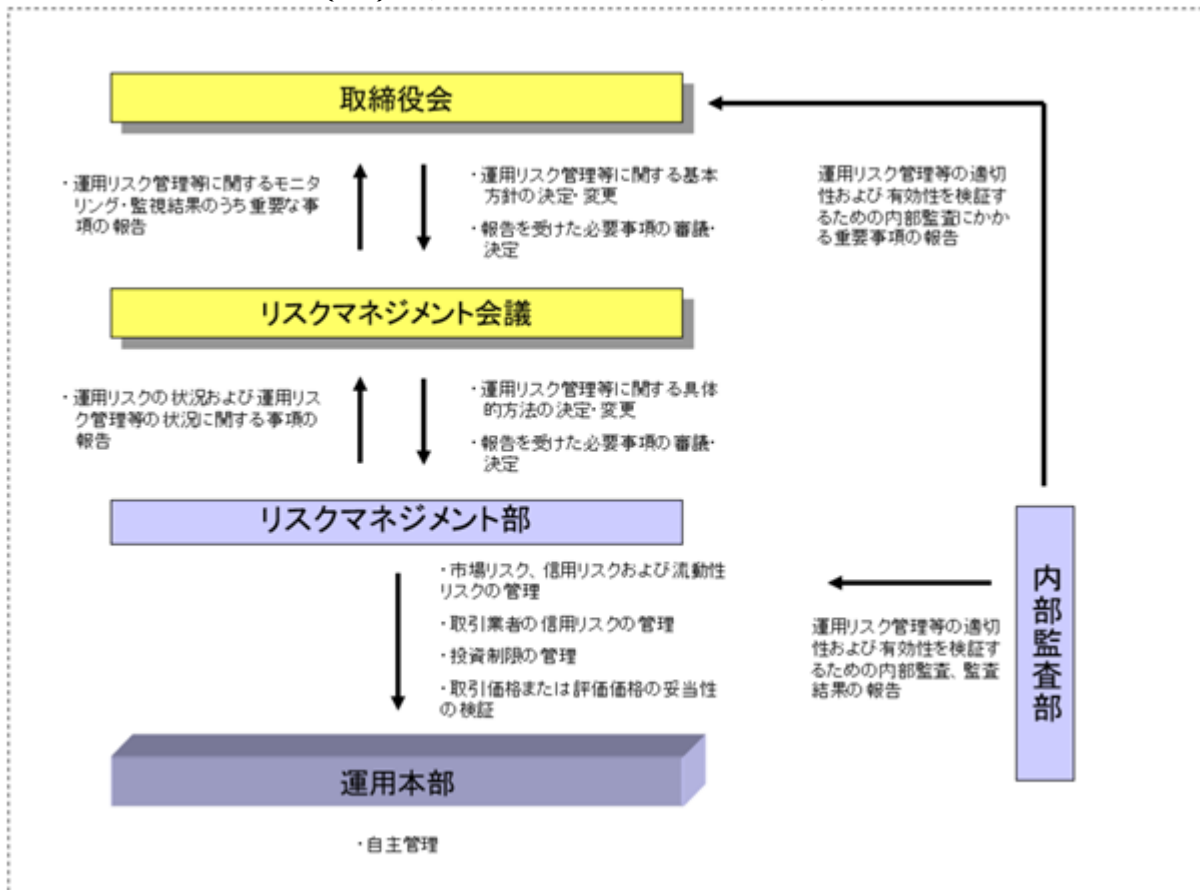 取締役会
・運用リスク管理等に関するモニタ
リング・監視結果のうち重要な事
項の報告
・運用リスク管理等に関する基本
方針の決定・変更
・報告を受けた必要事項の審議・
決定
運用リスク管理等の適切
性および有効性を検証す
るための内部監査にかか
る重要事項の報告
リスクマネジメント会議
・運用リスクの状況および運用リス
ク管理等の状況に関する事項の
報告
・運用リスク管理等に関する具体
的方法の決定・変更
・報告を受けた必要事項の審議・
決定
リスクマネジメント部
・市場リスク、信用リスクおよび流動性
リスクの管理
・取引業者の信用リスクの管理
・投資制限の管理
・取引価格または評価価格の妥当性
の検証
運用リスク管理等の適切
性および有効性を検証す
るための内部監査、監査
結果の報告
内部監査部
運用本部
・自主管理